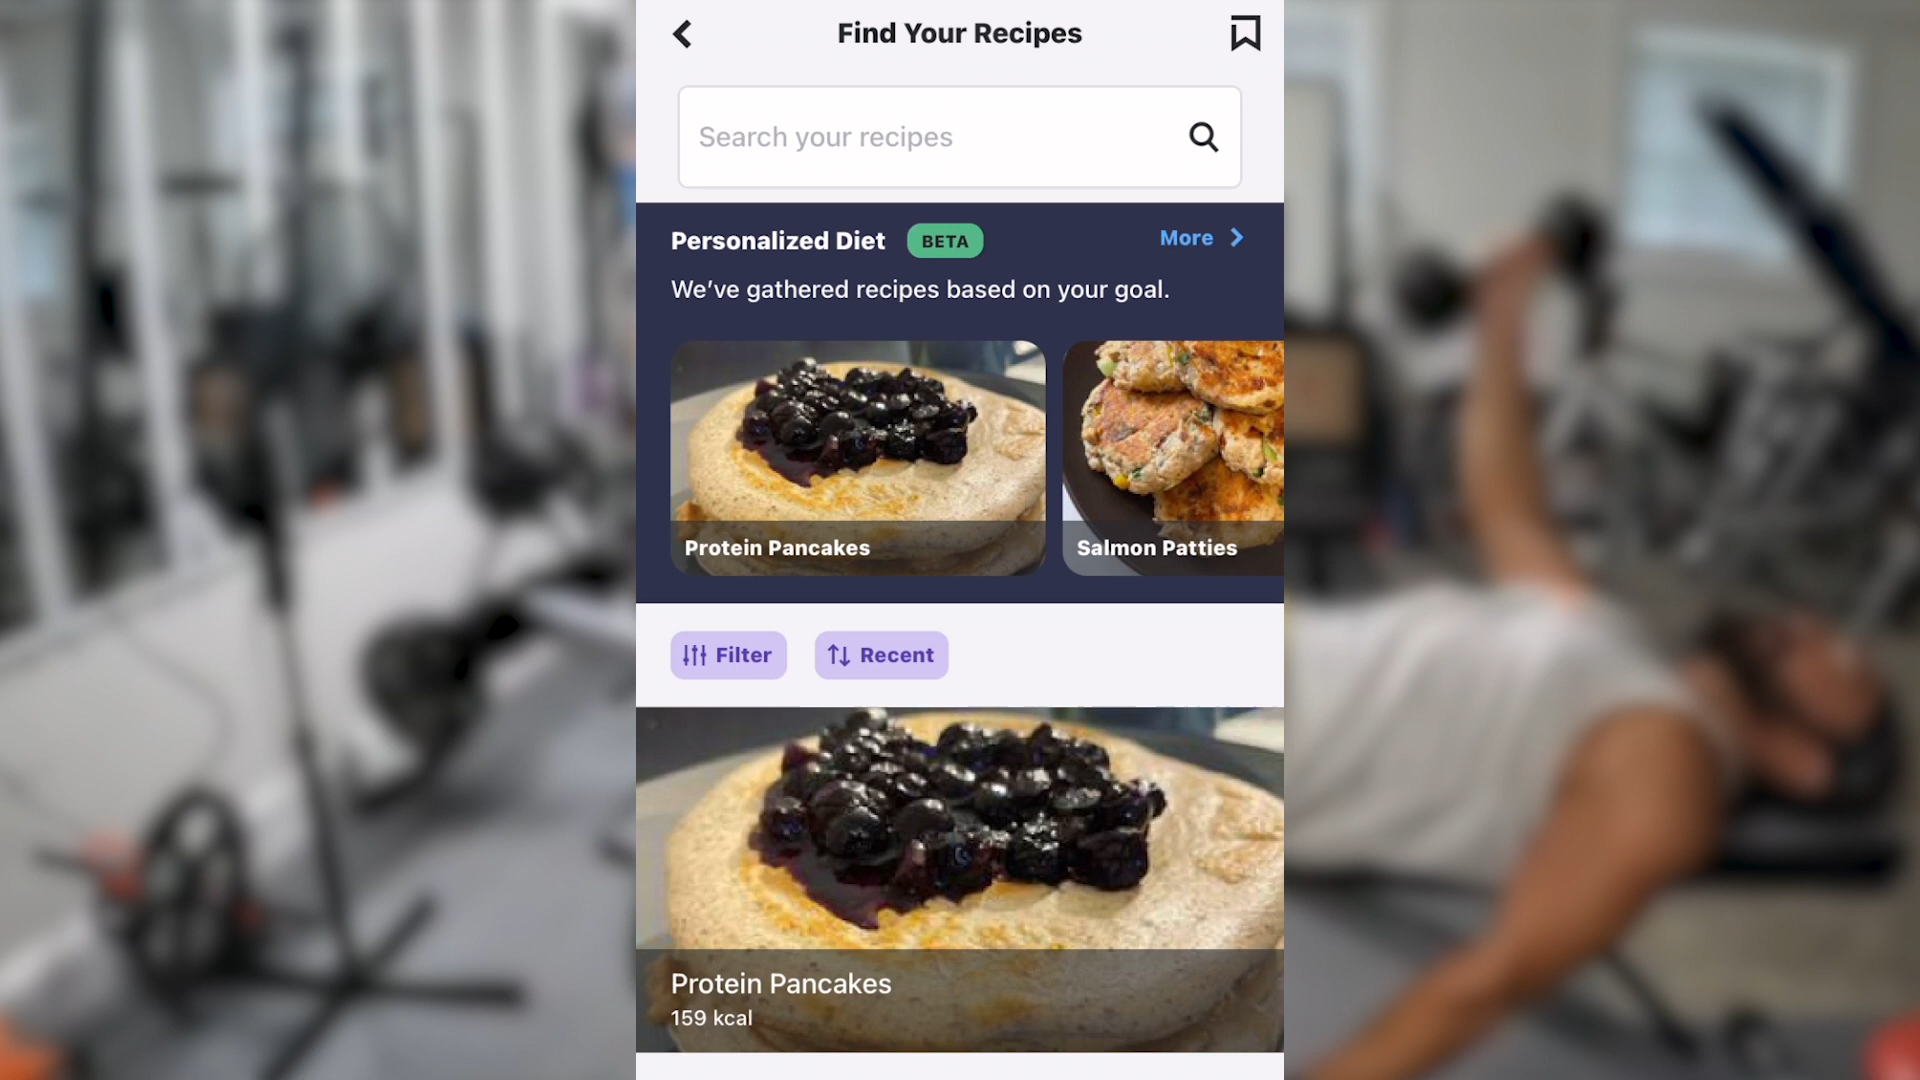 Find Your Recipes
Search your recipes
Personalized Diet BETA More
We’ve gathered recipes based on your goal.
Protein Pancakes
Salmon Patties
Filter Recent
Protein Pancakes
159 kcal